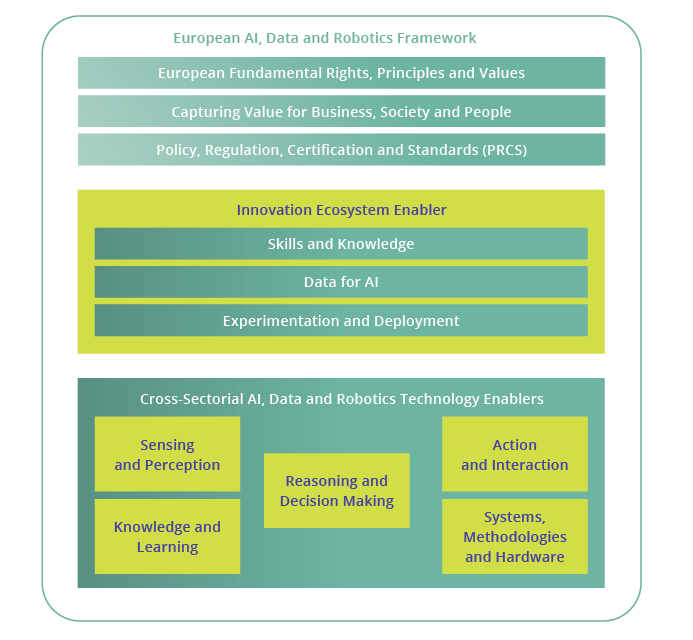 European AI, Data and Robotics Framework
European Fundamental Rights, Principles and Values
Capturing Value for Business, Society and People
Policy, Regulation, Certification and Standards (PRCS)
Innovation Ecosystem Enabler
Skills and Knowledge
Data for AI
Experimentation and Deployment
Cross-Sectorial AI, Data and Robotics Technology Enablers
Sensing
and Perception
Knowledge and
Learning
Reasoning and
Decision Making
Action
and Interaction
Systems,
Methodologies
and Hardware